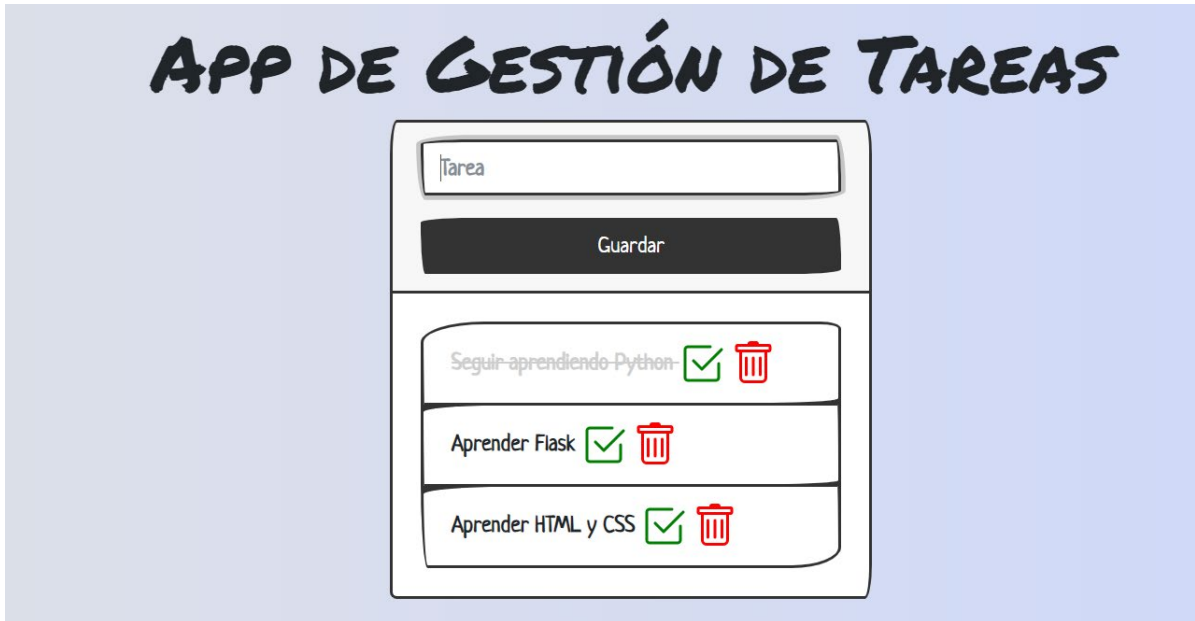 App de Gestión de Tareas
Tarea
Guardar
Seguir aprendiendo Python
Aprender Flask
Aprender HTML y CSS